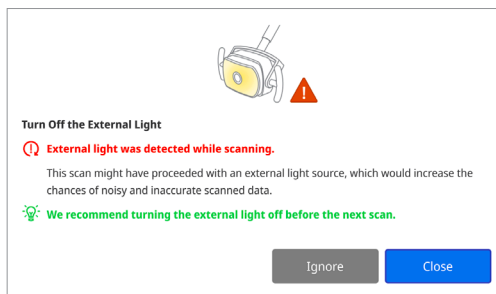 Turn Off the External Light
External light was detected while scanning.
This scan might have proceeded with an external light source, which would increase the
chances of noisy and inaccurate scanned data.
We recommend turning the external light off before the next scan.
Ignore
Close